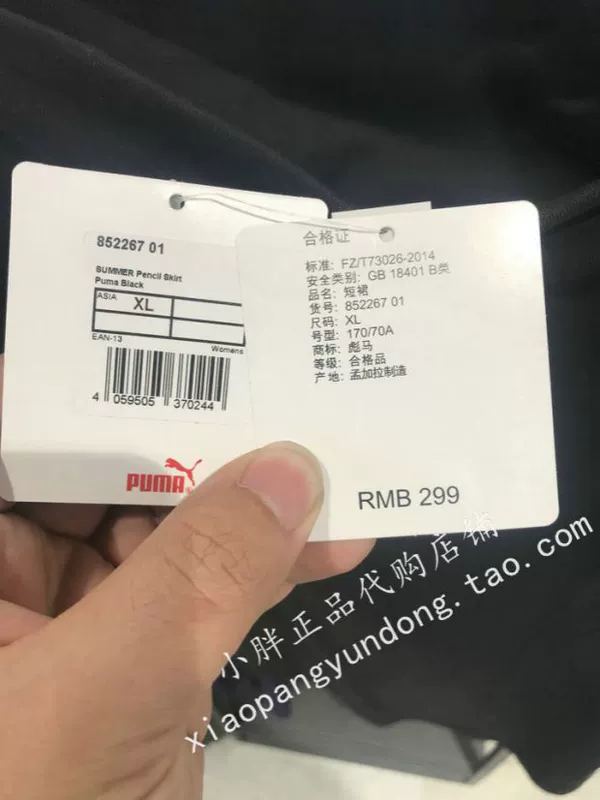 852267 01
SUMMER Pencil Skirt
Puma Black
ASIA
XL
EAN-13
Womens
4 059505 370244
PUMA
合格证
标准: FZ/T73026-2014
安全类别: GB 18401 B类
品名: 短裙
货号: 852267 01
尺码: XL
号型: 170/70A
商标: 彪马
等级: 合格品
产地: 孟加拉制造
RMB 299
小胖正品代购店铺
xiaopangyundong.tao.com